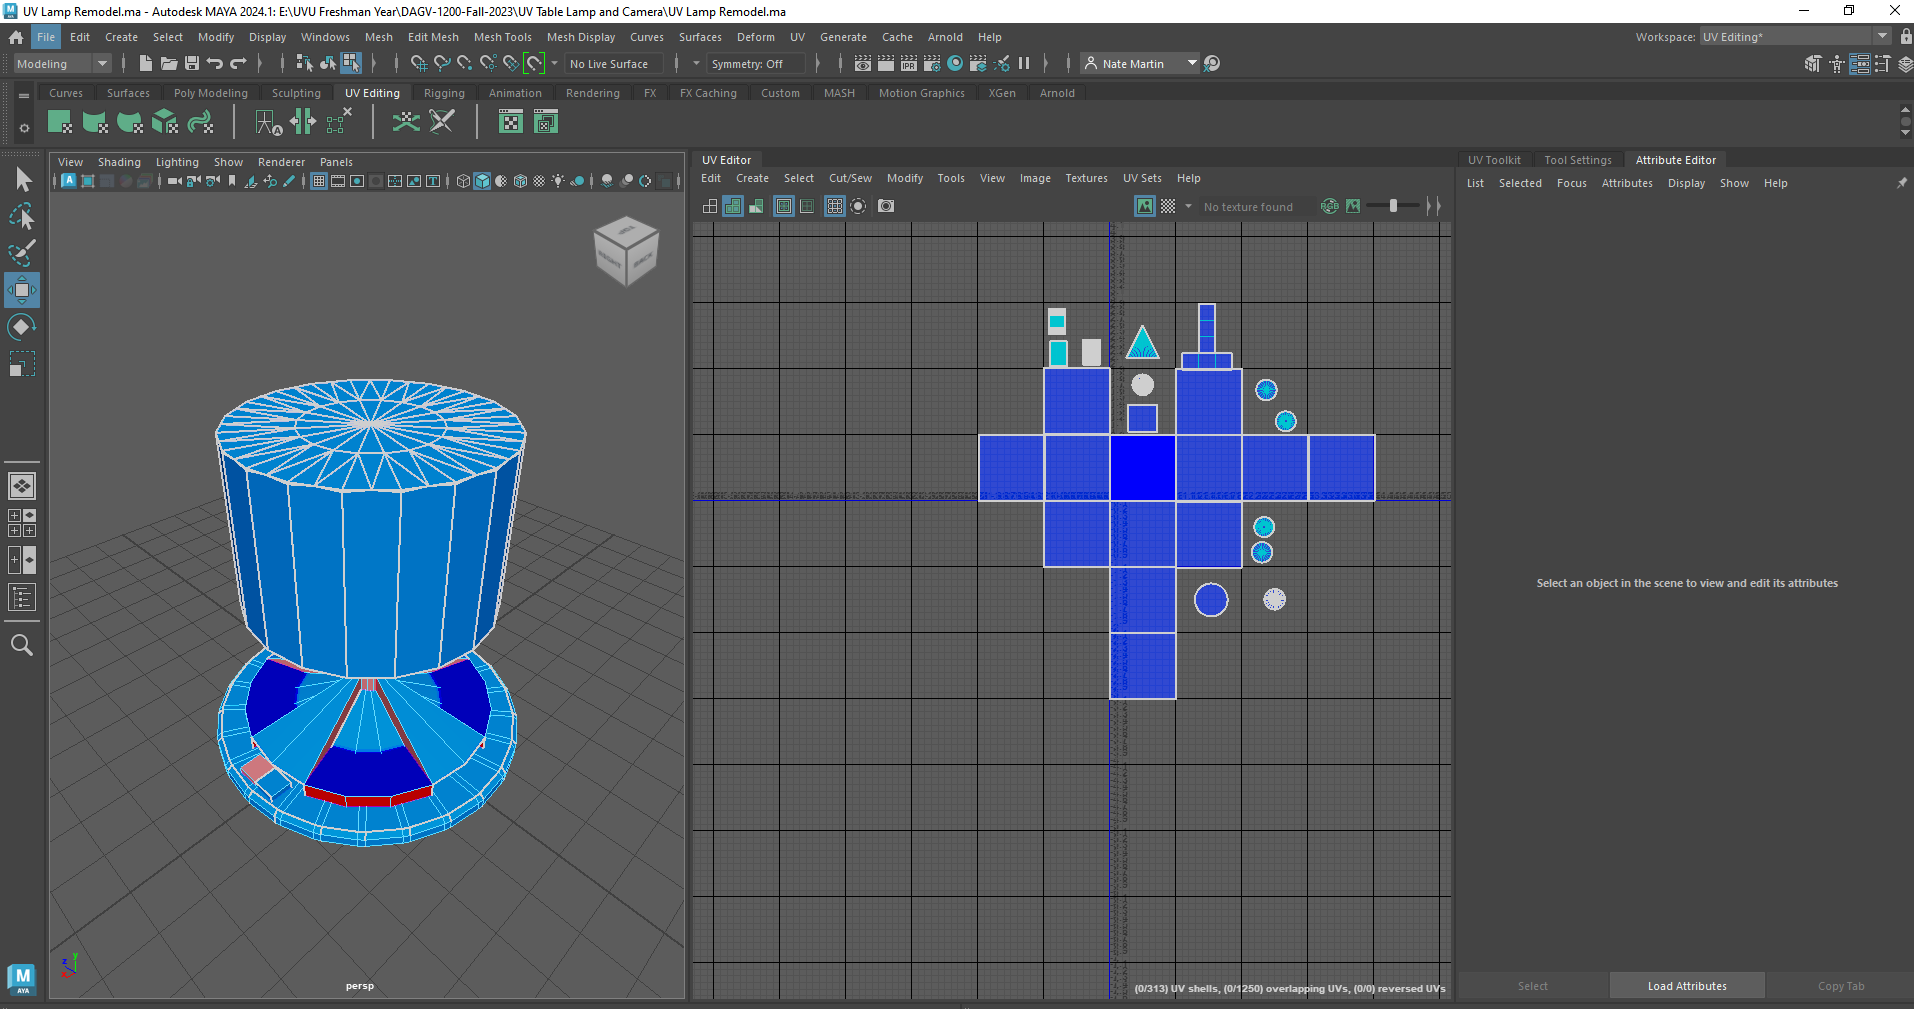 UV Lamp Remodel.ma - Autodesk MAYA 2024.1: E:\UVU Freshman Year\DAGV-1200-Fall-2023\UV Table Lamp and Camera\UV Lamp Remodel.ma
File Edit Create Select Modify Display Windows Mesh Edit Mesh Mesh Tools Mesh Display Curves Surfaces Deform UV Generate Cache Arnold Help Workspace: UV Editing*
Modeling No Live Surface Symmetry: Off IPR Nate Martin
Curves Surfaces Poly Modeling Sculpting UV Editing Rigging Animation Rendering FX FX Caching Custom MASH Motion Graphics XGen Arnold
View Shading Lighting Show Renderer Panels
UV Editor
UV Toolkit Tool Settings Attribute Editor
Edit Create Select Cut/Sew Modify Tools View Image Textures UV Sets Help
List Selected Focus Attributes Display Show Help
No texture found RGB
RIGHT BACK
Select an object in the scene to view and edit its attributes
z y
M
AYA
persp
(0/313) UV shells, (0/1250) overlapping UVs, (0/0) reversed UVs
Select Load Attributes Copy Tab